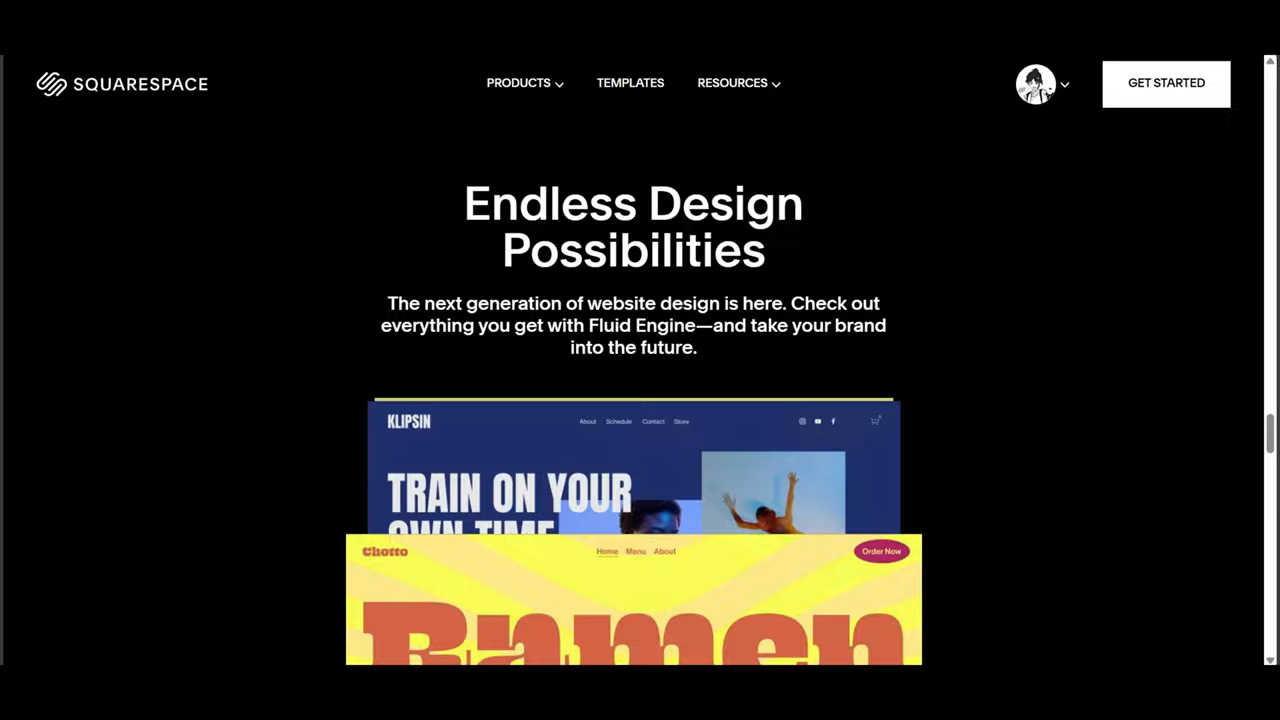 SQUARESPACE
PRODUCTS
TEMPLATES
RESOURCES
GET STARTED
Endless Design
Possibilities
The next generation of website design is here. Check out
everything you get with Fluid Engine—and take your brand
into the future.
KLIPSIN
About Schedule Contact Store
TRAIN ON YOUR
OWN TIME
Chotto
Home Menu About
Order Now
Ramen